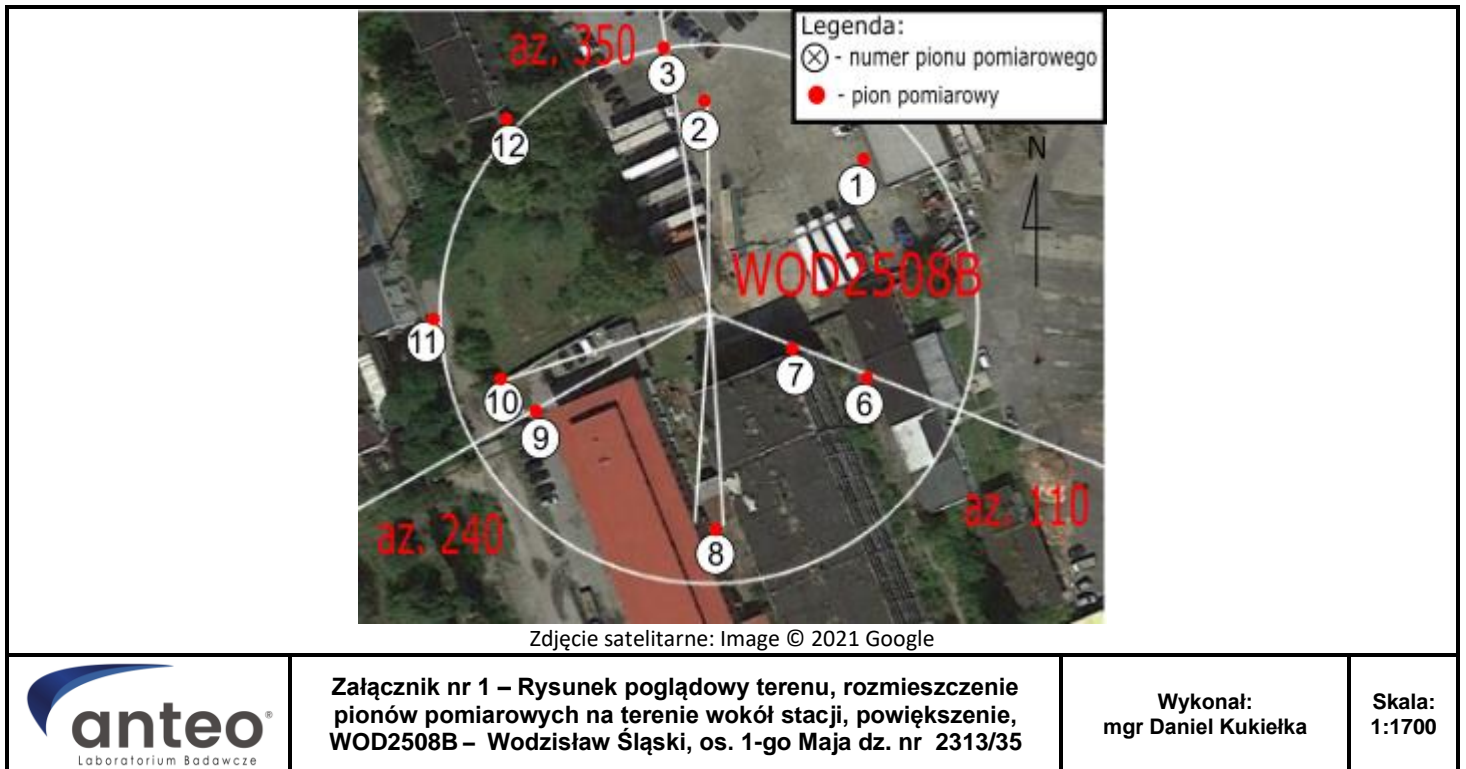 Legenda:
⊗ - numer pionu pomiarowego
● - pion pomiarowy
az. 350
3
2
12
1
N
WOD2508B
11
7
6
10
9
az. 240
az. 110
8
Zdjęcie satelitarne: Image © 2021 Google
anteo®
Laboratorium Badawcze
Załącznik nr 1 – Rysunek poglądowy terenu, rozmieszczenie
pionów pomiarowych na terenie wokół stacji, powiększenie,
WOD2508B – Wodzisław Śląski, os. 1-go Maja dz. nr 2313/35
Wykonał:
mgr Daniel Kukiełka
Skala:
1:1700